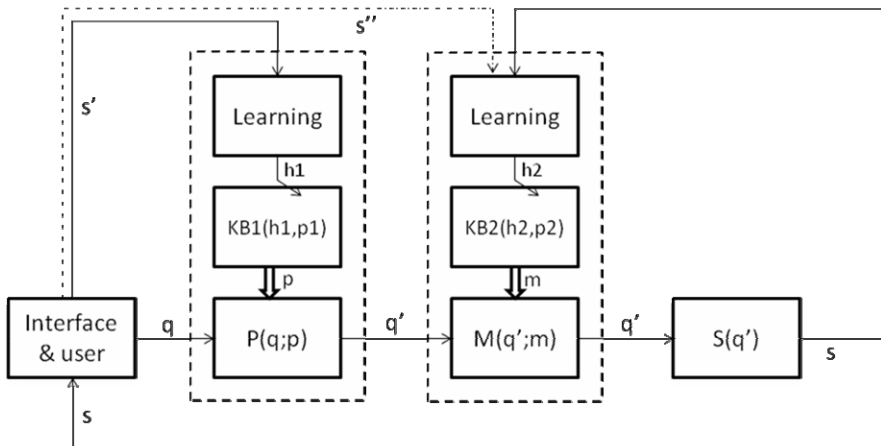 s''
s'
Learning
Learning
h1
h2
KB1(h1,p1)
KB2(h2,p2)
p
m
Interface
& user
q
P(q;p)
q'
M(q';m)
q'
S(q')
s
s